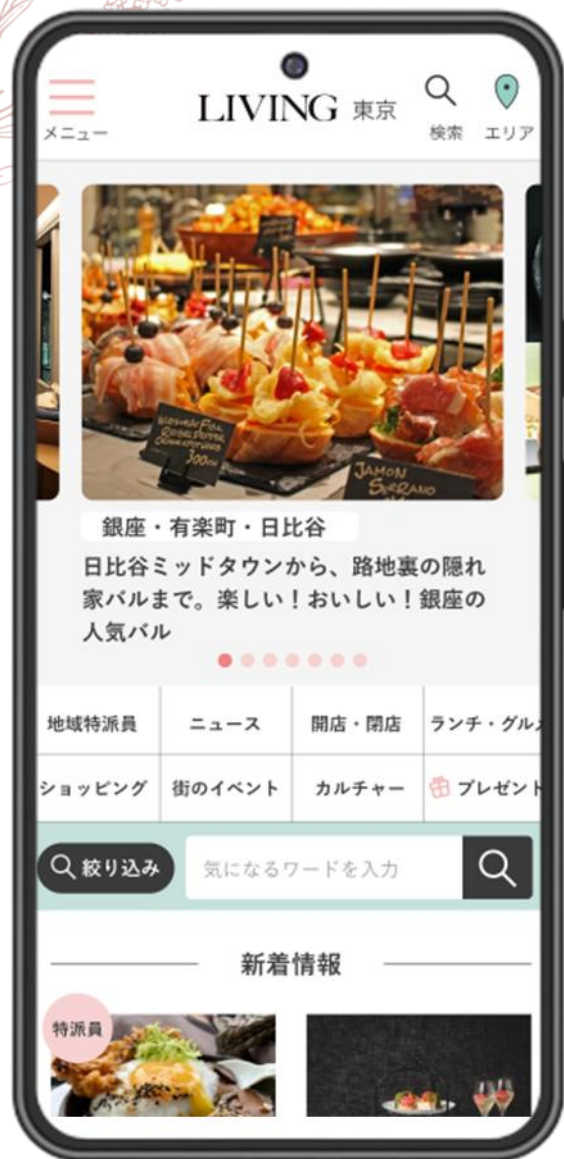 メニュー
LIVING 東京
検索
エリア
300
JAMON
SERRANO
銀座・有楽町・日比谷
日比谷ミッドタウンから、路地裏の隠れ
家バルまで。楽しい!おいしい!銀座の
人気バル
地域特派員 ニュース 開店・閉店 ランチ・グル
ショッピング 街のイベント カルチャー プレゼント
絞り込み
気になるワードを入力
新着情報
特派員